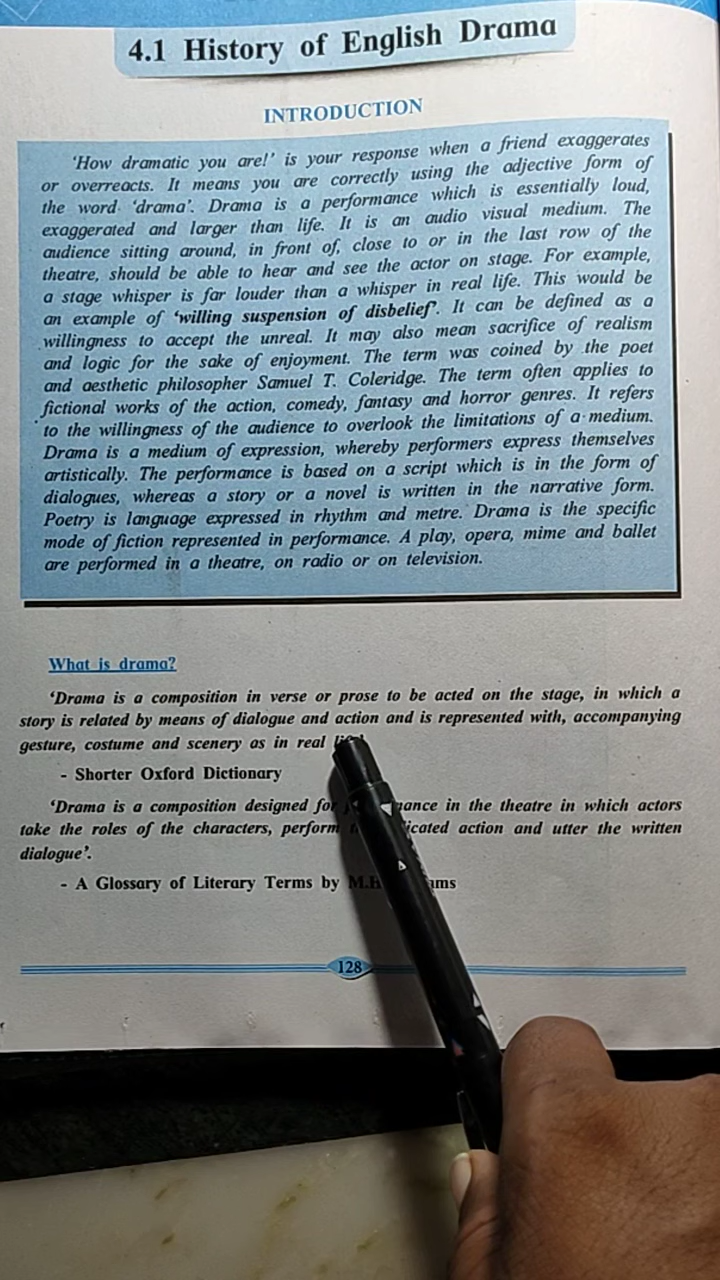 4.1 History of English Drama
INTRODUCTION
'How dramatic you are!' is your response when a friend exaggerates
or overreacts. It means you are correctly using the adjective form of
the word 'drama'. Drama is a performance which is essentially loud,
exaggerated and larger than life. It is an audio visual medium. The
audience sitting around, in front of, close to or in the last row of the
theatre, should be able to hear and see the actor on stage. For example,
a stage whisper is far louder than a whisper in real life. This would be
an example of 'willing suspension of disbelief'. It can be defined as a
willingness to accept the unreal. It may also mean sacrifice of realism
and logic for the sake of enjoyment. The term was coined by the poet
and aesthetic philosopher Samuel T. Coleridge. The term often applies to
fictional works of the action, comedy, fantasy and horror genres. It refers
to the willingness of the audience to overlook the limitations of a medium.
Drama is a medium of expression, whereby performers express themselves
artistically. The performance is based on a script which is in the form of
dialogues, whereas a story or a novel is written in the narrative form.
Poetry is language expressed in rhythm and metre. Drama is the specific
mode of fiction represented in performance. A play, opera, mime and ballet
are performed in a theatre, on radio or on television.
What is drama?
'Drama is a composition in verse or prose to be acted on the stage, in which a
story is related by means of dialogue and action and is represented with, accompanying
gesture, costume and scenery as in real
- Shorter Oxford Dictionary
'Drama is a composition designed for in the theatre in which actors
take the roles of the characters, perform action and utter the written
dialogue'.
- A Glossary of Literary Terms by
128